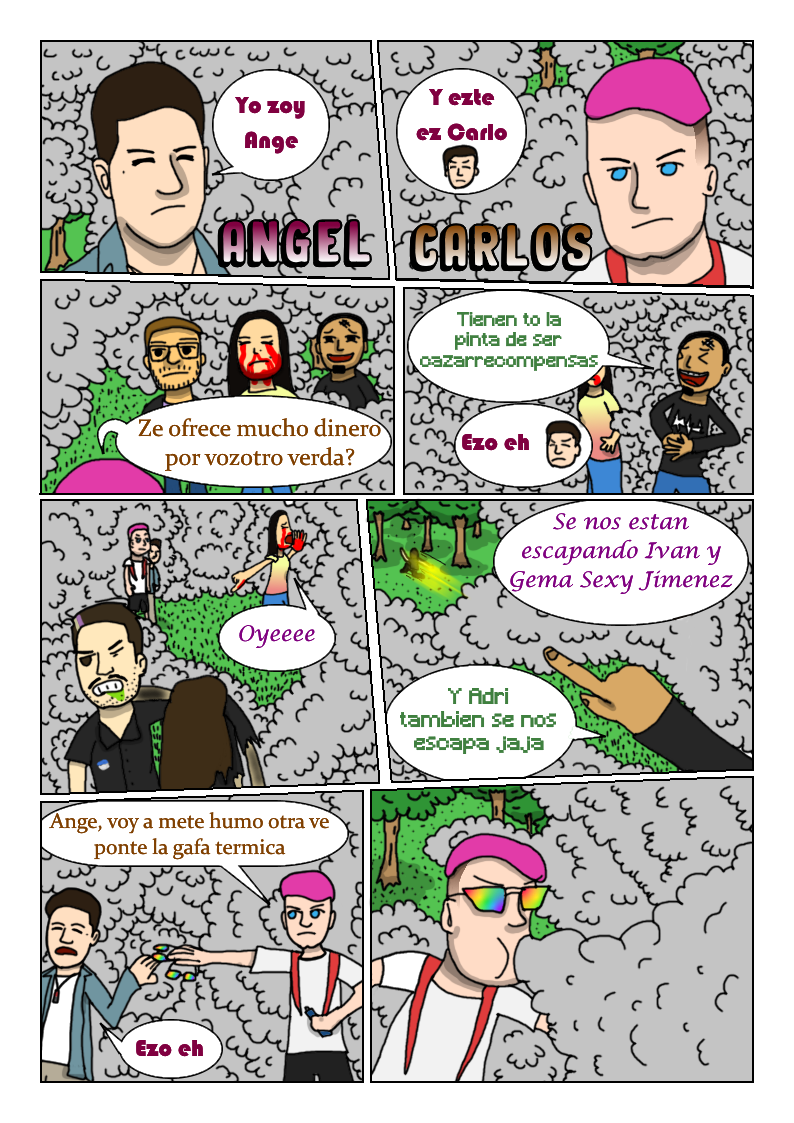 Yo zoy
Ange
ANGEL
Y ezte
ez Carlo
CARLOS
Ze ofrece mucho dinero
por vozotro verda?
Tienen to la
pinta de ser
cazarrecompensas
Ezo eh
Oyeeee
Se nos estan
escapando Ivan y
Gema Sexy Jimenez
Y Adri
tambien se nos
escapa jaja
Ange, voy a mete humo otra ve
ponte la gafa termica
Ezo eh